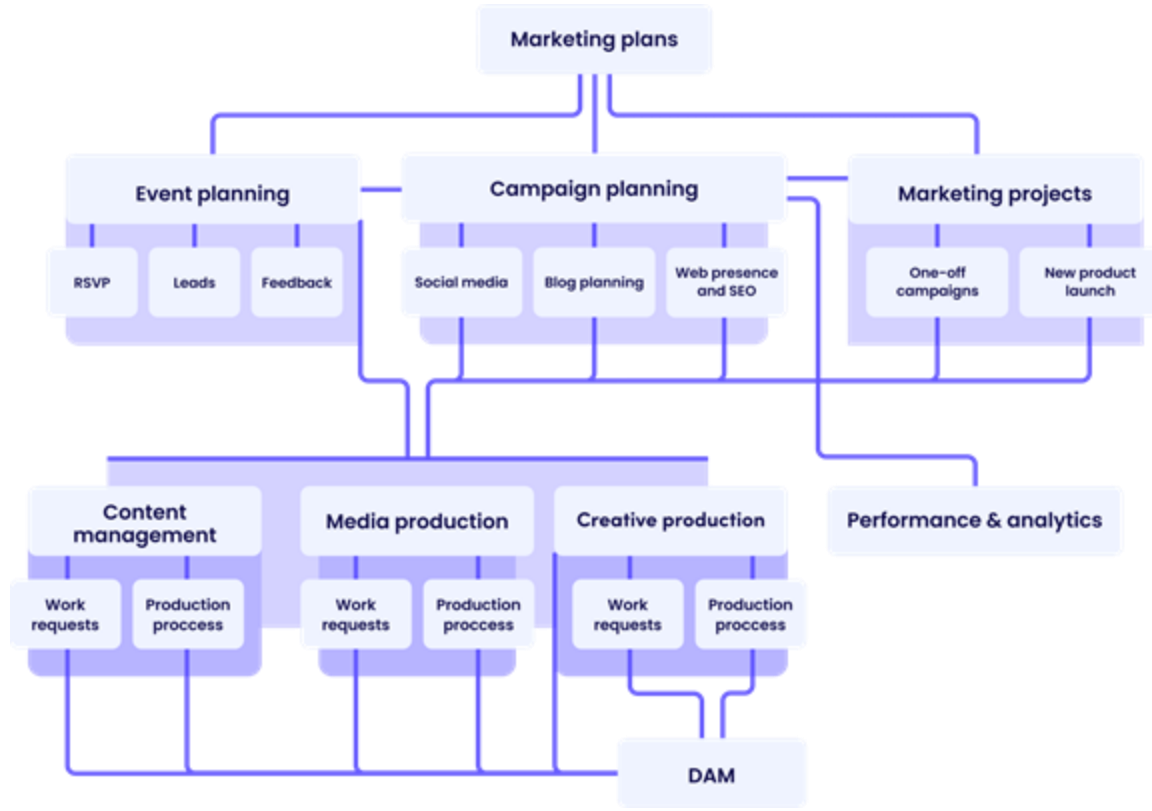 Marketing plans
Event planning
Campaign planning
Marketing projects
RSVP
Leads
Feedback
Social media
Blog planning
Web presence
and SEO
One-off
campaigns
New product
launch
Content
management
Media production
Creative production
Performance & analytics
Work
requests
Production
proccess
Work
requests
Production
proccess
Work
requests
Production
proccess
DAM